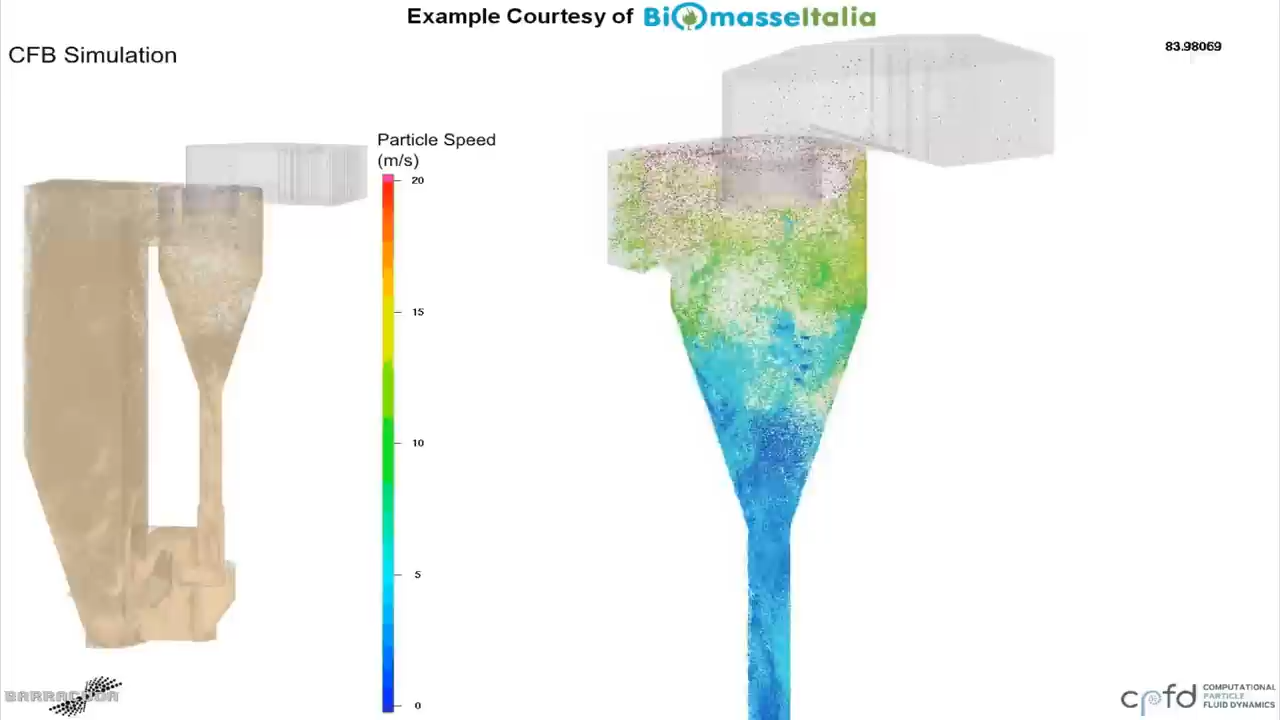 Example Courtesy of BiOmasseItalia
CFB Simulation
83.98069
Particle Speed
(m/s)
20
15
10
5
0
BARRACUDA
cpfd COMPUTATIONAL
PARTICLE
FLUID DYNAMICS